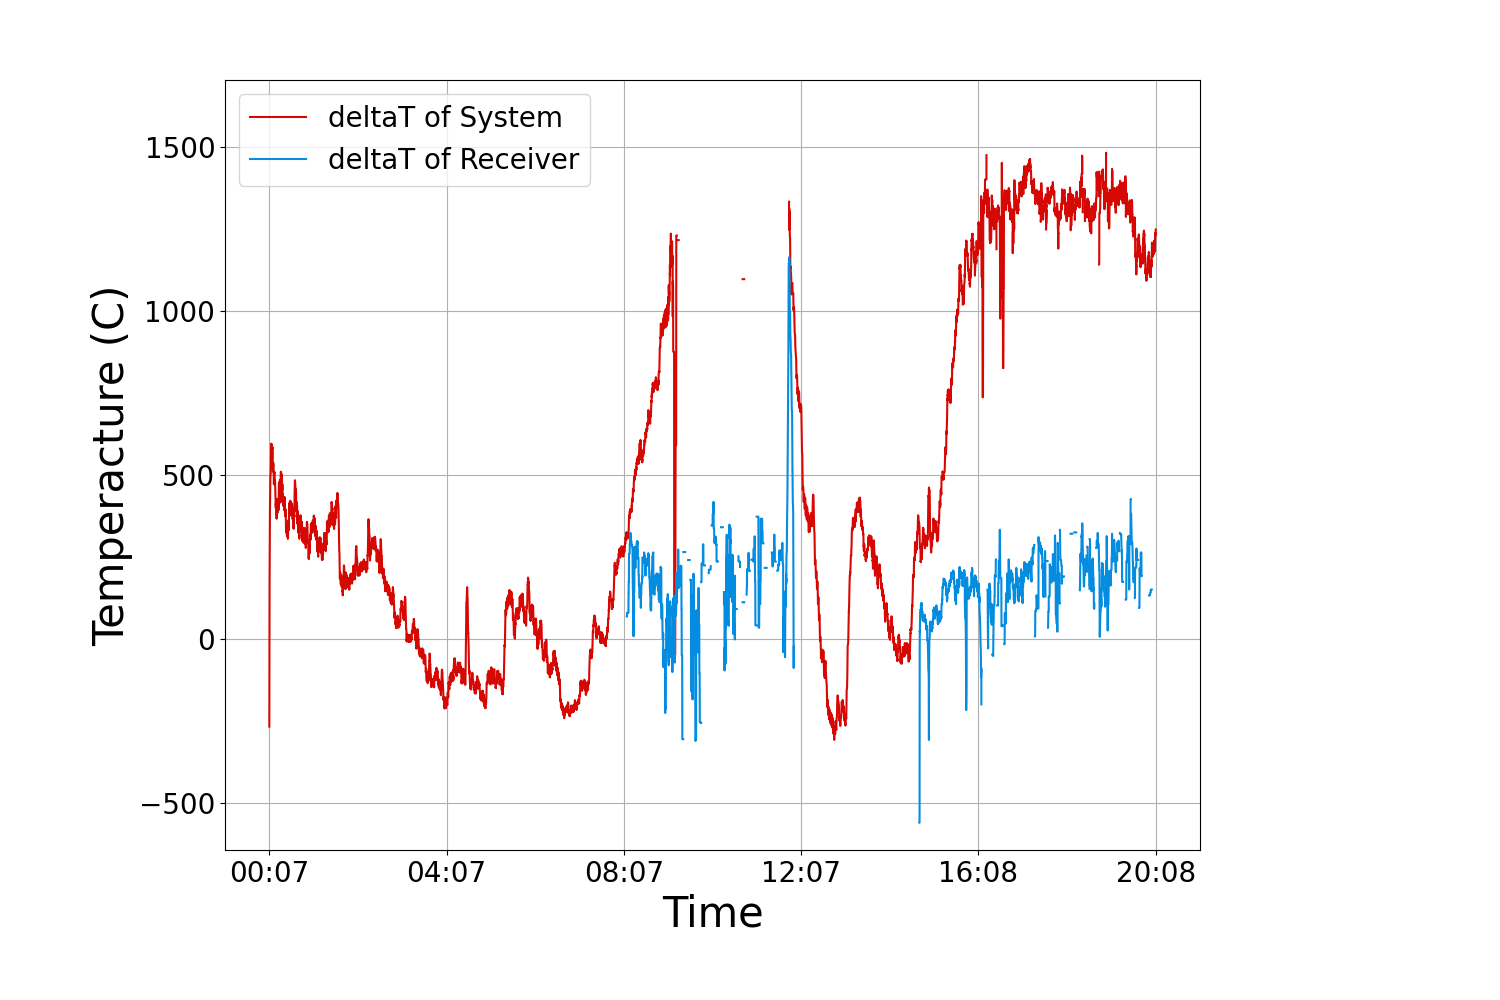 deltaT of System
deltaT of Receiver
Temperacture (C)
1500
1000
500
0
−500
00:07 04:07 08:07 12:07 16:08 20:08
Time